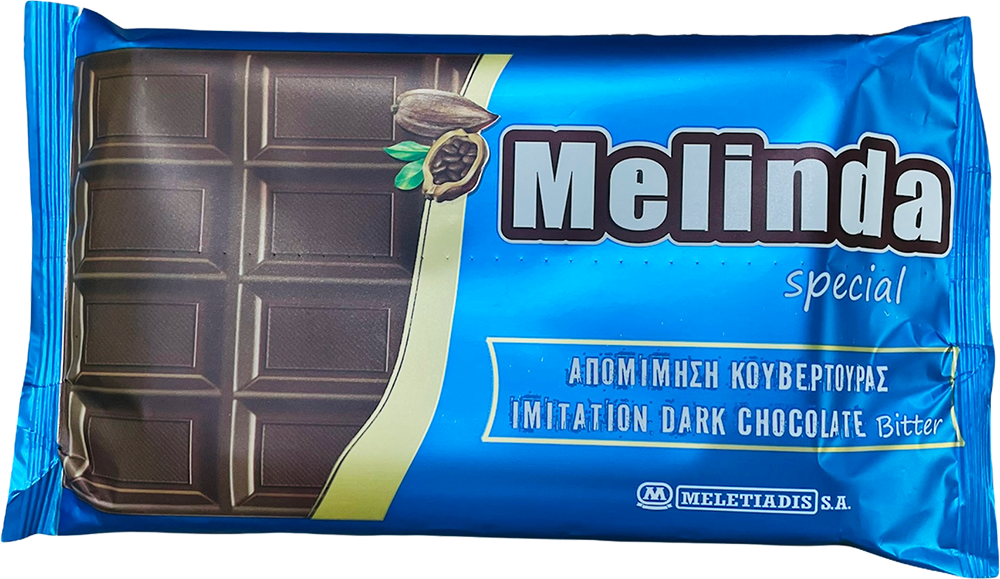 Melinda
special
ΑΠΟΜΙΜΗΣΗ ΚΟΥΒΕΡΤΟΥΡΑΣ
IMITATION DARK CHOCOLATE Bitter
M MELETIADIS S.A.